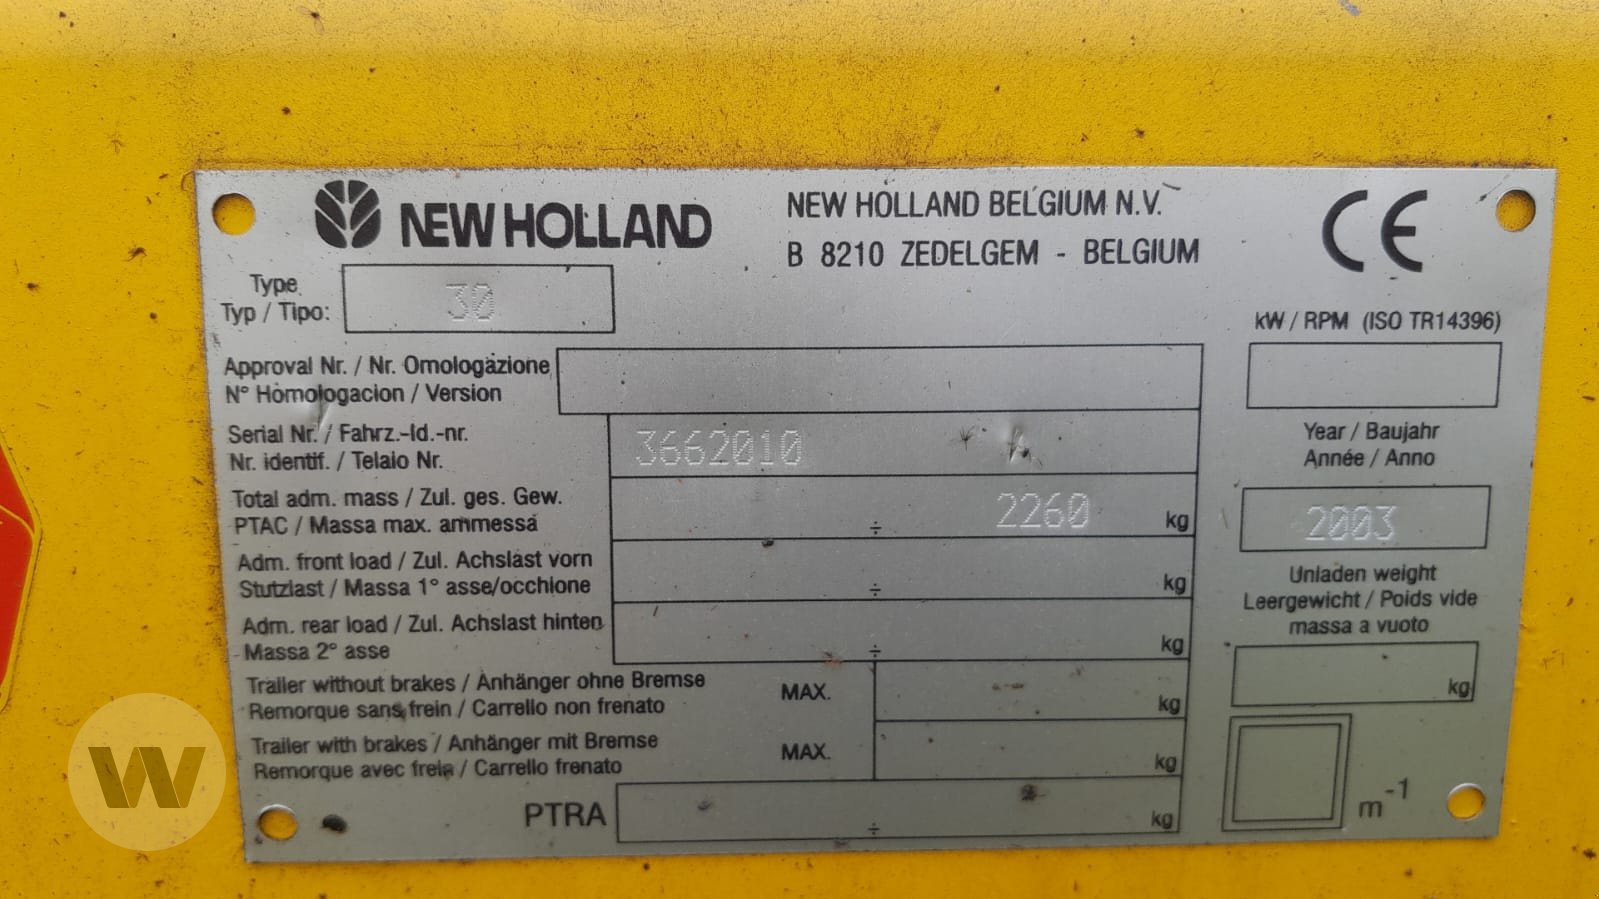 NEW HOLLAND
NEW HOLLAND BELGIUM N.V.
B 8210 ZEDELGEM - BELGIUM
CE
Type
Typ / Tipo:
30
kW / RPM (ISO TR14396)
Approval Nr. / Nr. Omologazione
N° Homologacion / Version
Serial Nr. / Fahrz.-Id.-nr.
Nr. identif. / Telaio Nr.
3662010
Year / Baujahr
Année / Anno
2003
Total adm. mass / Zul. ges. Gew.
PTAC / Massa max. ammessa
÷ 2260 kg
Adm. front load / Zul. Achslast vorn
Stutzlast / Massa 1° asse/occhione
÷ kg
Unladen weight
Leergewicht / Poids vide
massa a vuoto
kg
Adm. rear load / Zul. Achslast hinten
Massa 2° asse
÷ kg
Trailer without brakes / Anhänger ohne Bremse
Remorque sans frein / Carrello non frenato
MAX. kg
Trailer with brakes / Anhänger mit Bremse
Remorque avec frein / Carrello frenato
MAX. kg
PTRA ÷ kg
m-1
W